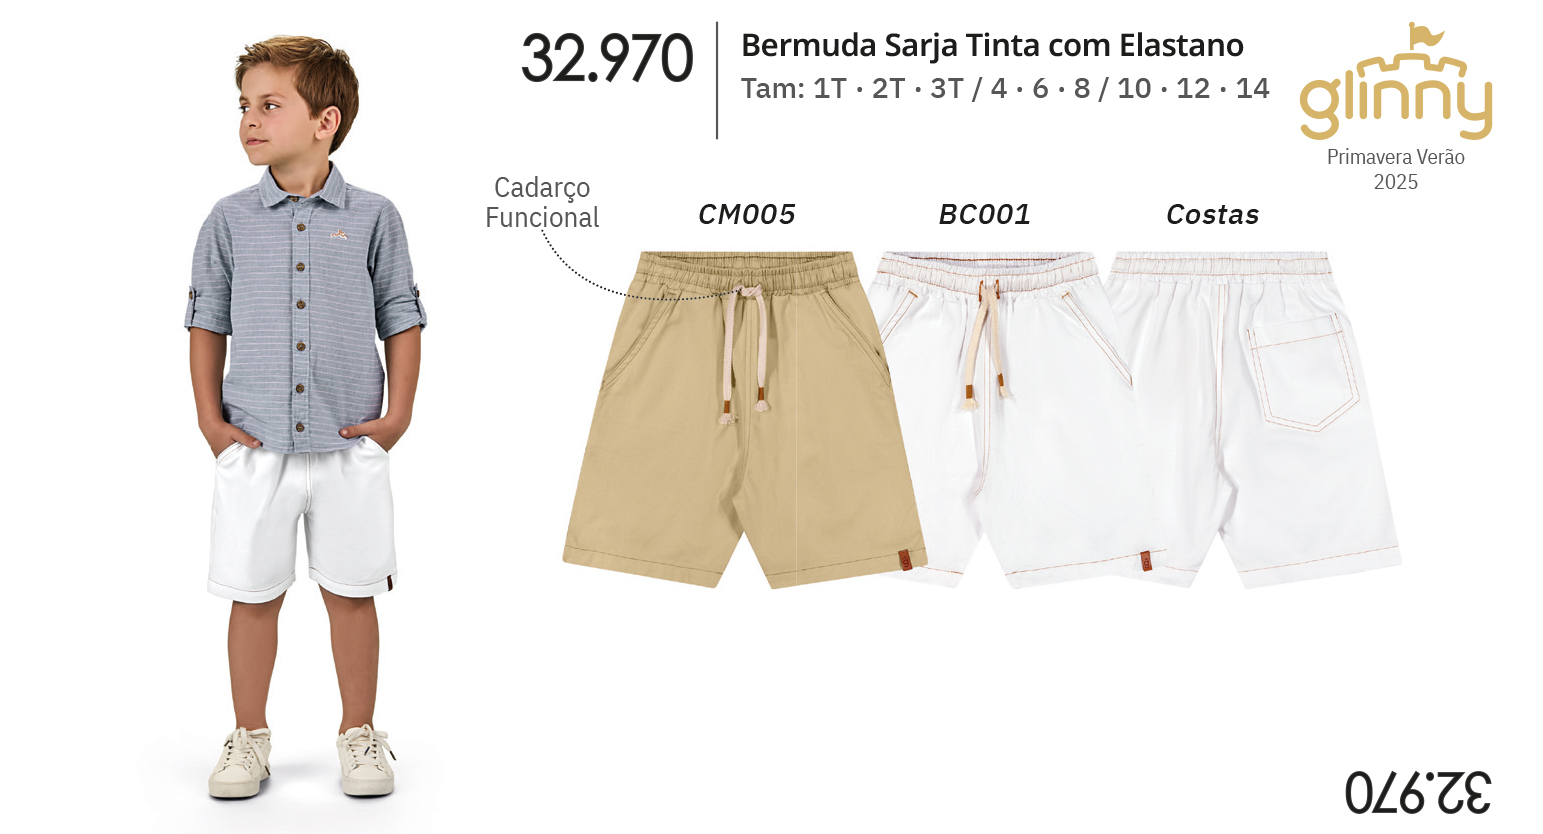 32.970
Bermuda Sarja Tinta com Elastano
Tam: 1T · 2T · 3T / 4 · 6 · 8 / 10 · 12 · 14
glinny
Primavera Verão
2025
Cadarço
Funcional
CM005
BC001
Costas
32.970